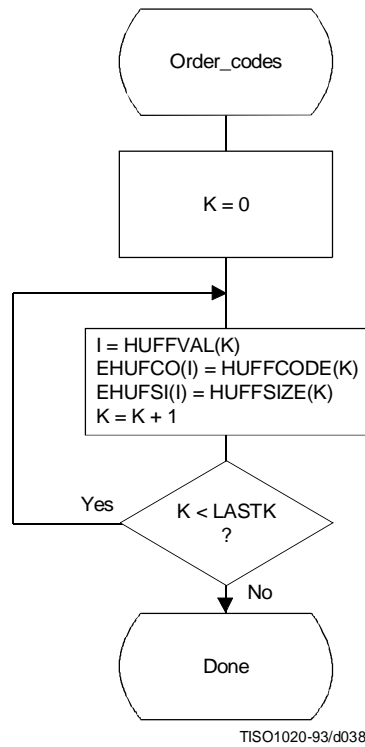 Order_codes
K = 0
I = HUFFVAL(K)
EHUFCO(I) = HUFFCODE(K)
EHUFSI(I) = HUFFSIZE(K)
K = K + 1
Yes
K < LASTK
?
No
Done
TISO1020-93/d038